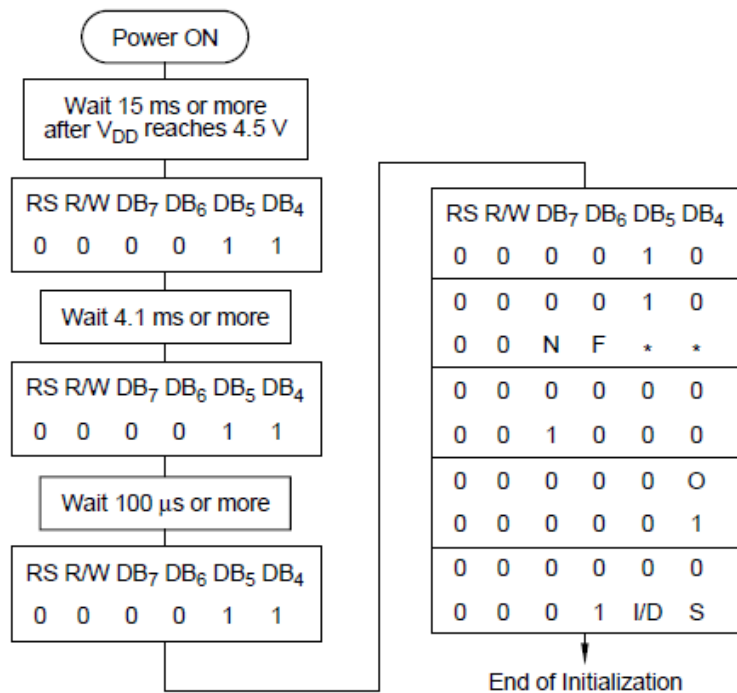 Power ON
Wait 15 ms or more
after VDD reaches 4.5 V
RS R/W DB7 DB6 DB5 DB4
0 0 0 0 1 1
Wait 4.1 ms or more
RS R/W DB7 DB6 DB5 DB4
0 0 0 0 1 1
Wait 100 μs or more
RS R/W DB7 DB6 DB5 DB4
0 0 0 0 1 1
RS R/W DB7 DB6 DB5 DB4
0 0 0 0 1 0
0 0 0 0 1 0
0 0 N F * *
0 0 0 0 0 0
0 0 1 0 0 0
0 0 0 0 0 O
0 0 0 0 0 1
0 0 0 0 0 0
0 0 0 1 I/D S
End of Initialization